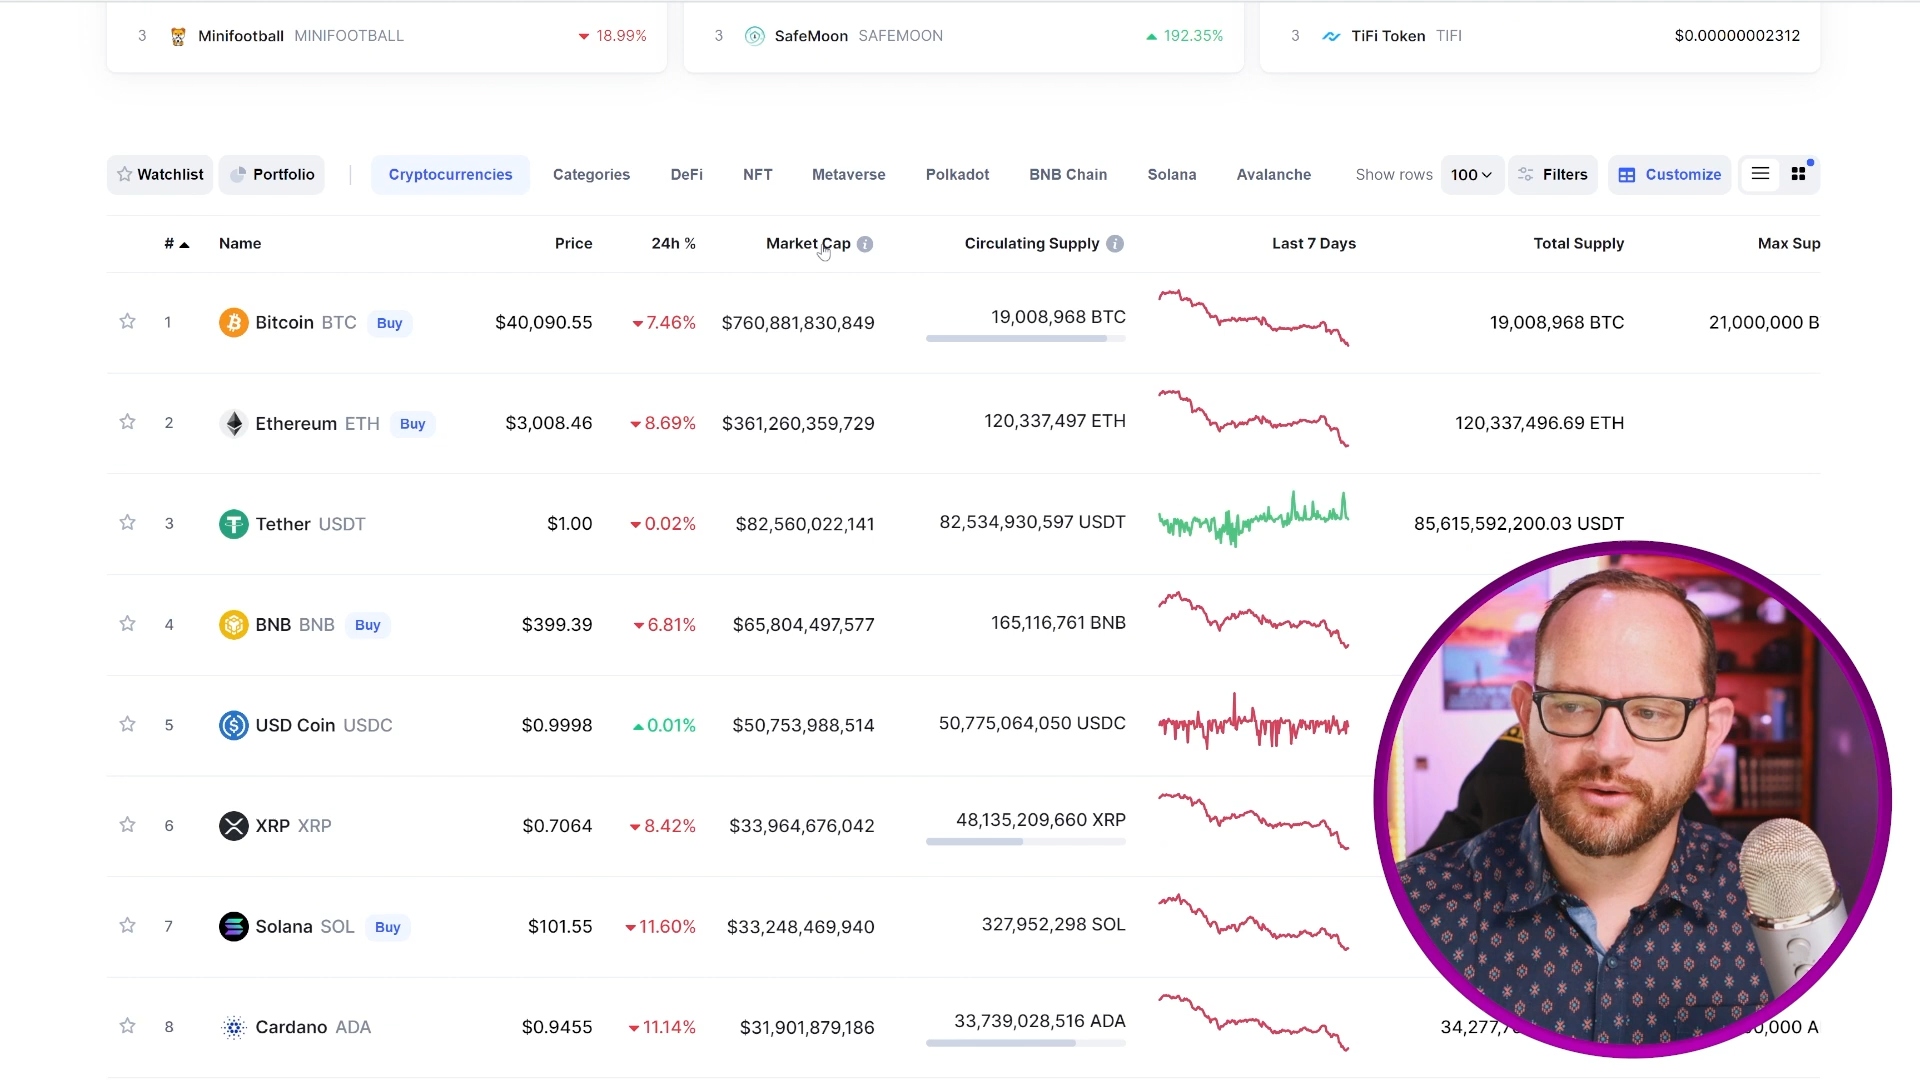 3 Minifootball MINIFOOTBALL 18.99% 3 SafeMoon SAFEMOON 192.35% 3 TiFi Token TIFI $0.00000002312
Watchlist Portfolio Cryptocurrencies Categories DeFi NFT Metaverse Polkadot BNB Chain Solana Avalanche Show rows 100 Filters Customize
# Name Price 24h % Market Cap Circulating Supply Last 7 Days Total Supply Max Sup
1 Bitcoin BTC Buy $40,090.55 7.46% $760,881,830,849 19,008,968 BTC 19,008,968 BTC 21,000,000 B
2 Ethereum ETH Buy $3,008.46 8.69% $361,260,359,729 120,337,497 ETH 120,337,496.69 ETH
3 Tether USDT $1.00 0.02% $82,560,022,141 82,534,930,597 USDT 85,615,592,200.03 USDT
4 BNB BNB Buy $399.39 6.81% $65,804,497,577 165,116,761 BNB
5 USD Coin USDC $0.9998 0.01% $50,753,988,514 50,775,064,050 USDC
6 XRP XRP $0.7064 8.42% $33,964,676,042 48,135,209,660 XRP
7 Solana SOL Buy $101.55 11.60% $33,248,469,940 327,952,298 SOL
8 Cardano ADA $0.9455 11.14% $31,901,879,186 33,739,028,516 ADA